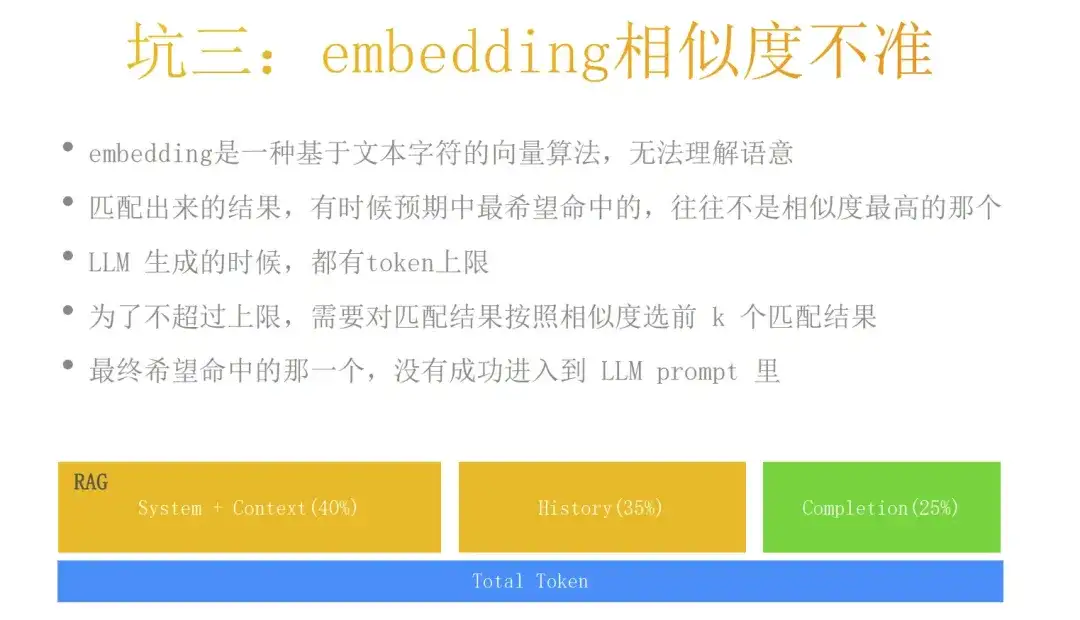 坑三：embedding相似度不准
• embedding是一种基于文本字符的向量算法，无法理解语意
• 匹配出来的结果，有时候预期中最希望命中的，往往不是相似度最高的那个
• LLM 生成的时候，都有token上限
• 为了不超过上限，需要对匹配结果按照相似度选前 k 个匹配结果
• 最终希望命中的那一个，没有成功进入到 LLM prompt 里
RAG
System + Context(40%)
History(35%)
Completion(25%)
Total Token